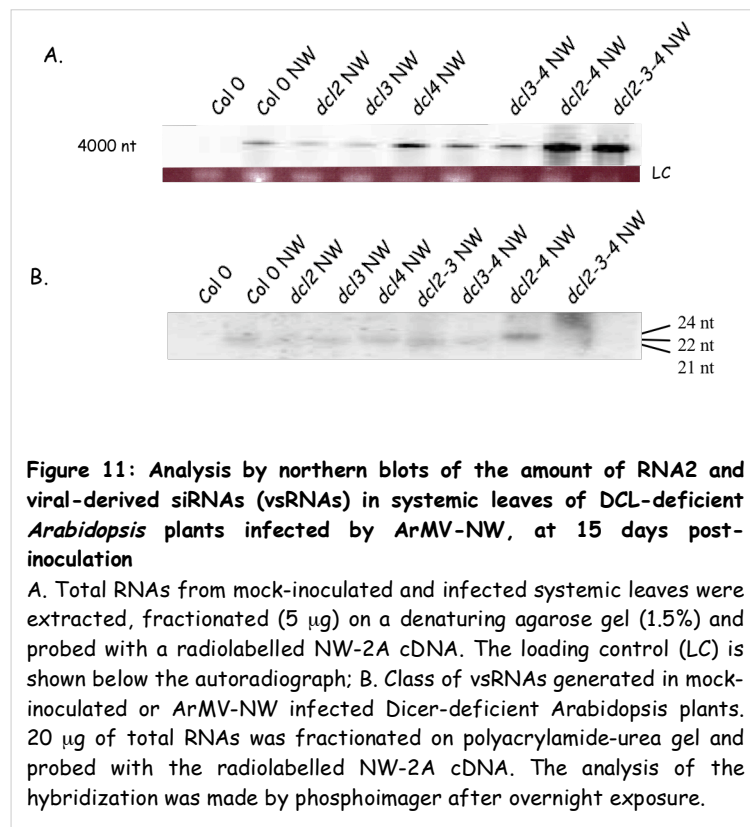 A.
Col 0
Col 0 NW
dcl2 NW
dcl3 NW
dcl4 NW
dcl3-4 NW
dcl2-4 NW
dcl2-3-4 NW
4000 nt
LC
B.
Col 0
Col 0 NW
dcl2 NW
dcl3 NW
dcl4 NW
dcl2-3 NW
dcl3-4 NW
dcl2-4 NW
dcl2-3-4 NW
24 nt
22 nt
21 nt
Figure 11: Analysis by northern blots of the amount of RNA2 and
viral-derived siRNAs (vsRNAs) in systemic leaves of DCL-deficient
Arabidopsis plants infected by ArMV-NW, at 15 days post-
inoculation
A. Total RNAs from mock-inoculated and infected systemic leaves were
extracted, fractionated (5 μg) on a denaturing agarose gel (1.5%) and
probed with a radiolabelled NW-2A cDNA. The loading control (LC) is
shown below the autoradiograph; B. Class of vsRNAs generated in mock-
inoculated or ArMV-NW infected Dicer-deficient Arabidopsis plants.
20 μg of total RNAs was fractionated on polyacrylamide-urea gel and
probed with the radiolabelled NW-2A cDNA. The analysis of the
hybridization was made by phosphoimager after overnight exposure.